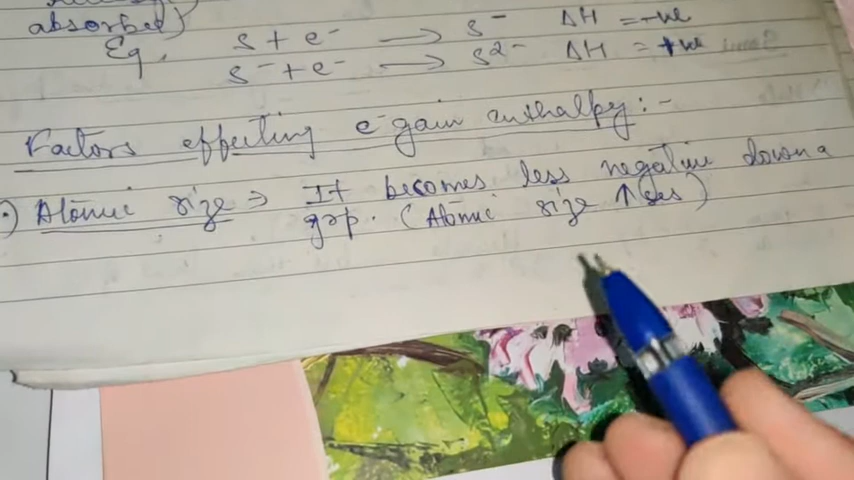 absorbed)
Eg. S + e⁻ → S⁻ ΔH = -ve
S⁻ + e⁻ → S²⁻ ΔH = +ve
Factors effecting e⁻ gain enthalpy:-
•) Atomic size ⇒ It becomes less negative down a
grp. (Atomic size ↑ses)